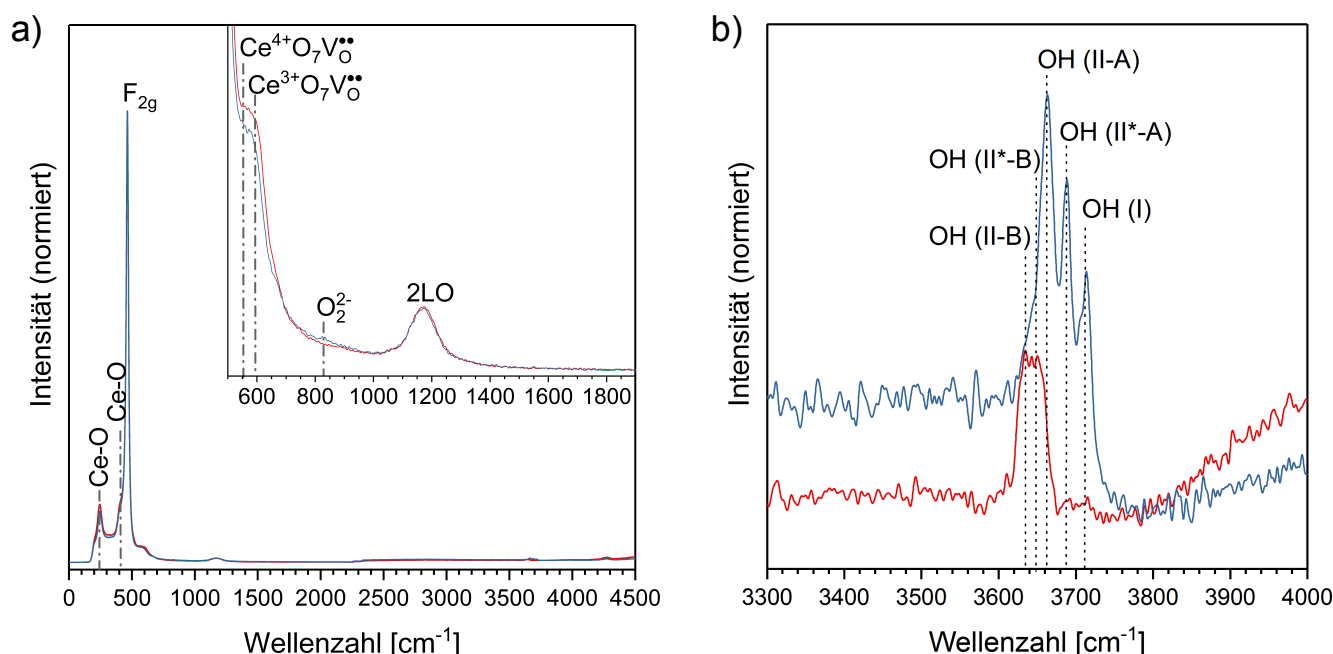 a)
Intensität (normiert)
F2g
Ce-O
Ce-O
Ce⁴⁺O₇V_O^••
Ce³⁺O₇V_O^••
O₂²⁻
2LO
600 800 1000 1200 1400 1600 1800
0 500 1000 1500 2000 2500 3000 3500 4000 4500
Wellenzahl [cm⁻¹]
b)
Intensität (normiert)
OH (II-A)
OH (II*-A)
OH (II*-B)
OH (I)
OH (II-B)
3300 3400 3500 3600 3700 3800 3900 4000
Wellenzahl [cm⁻¹]